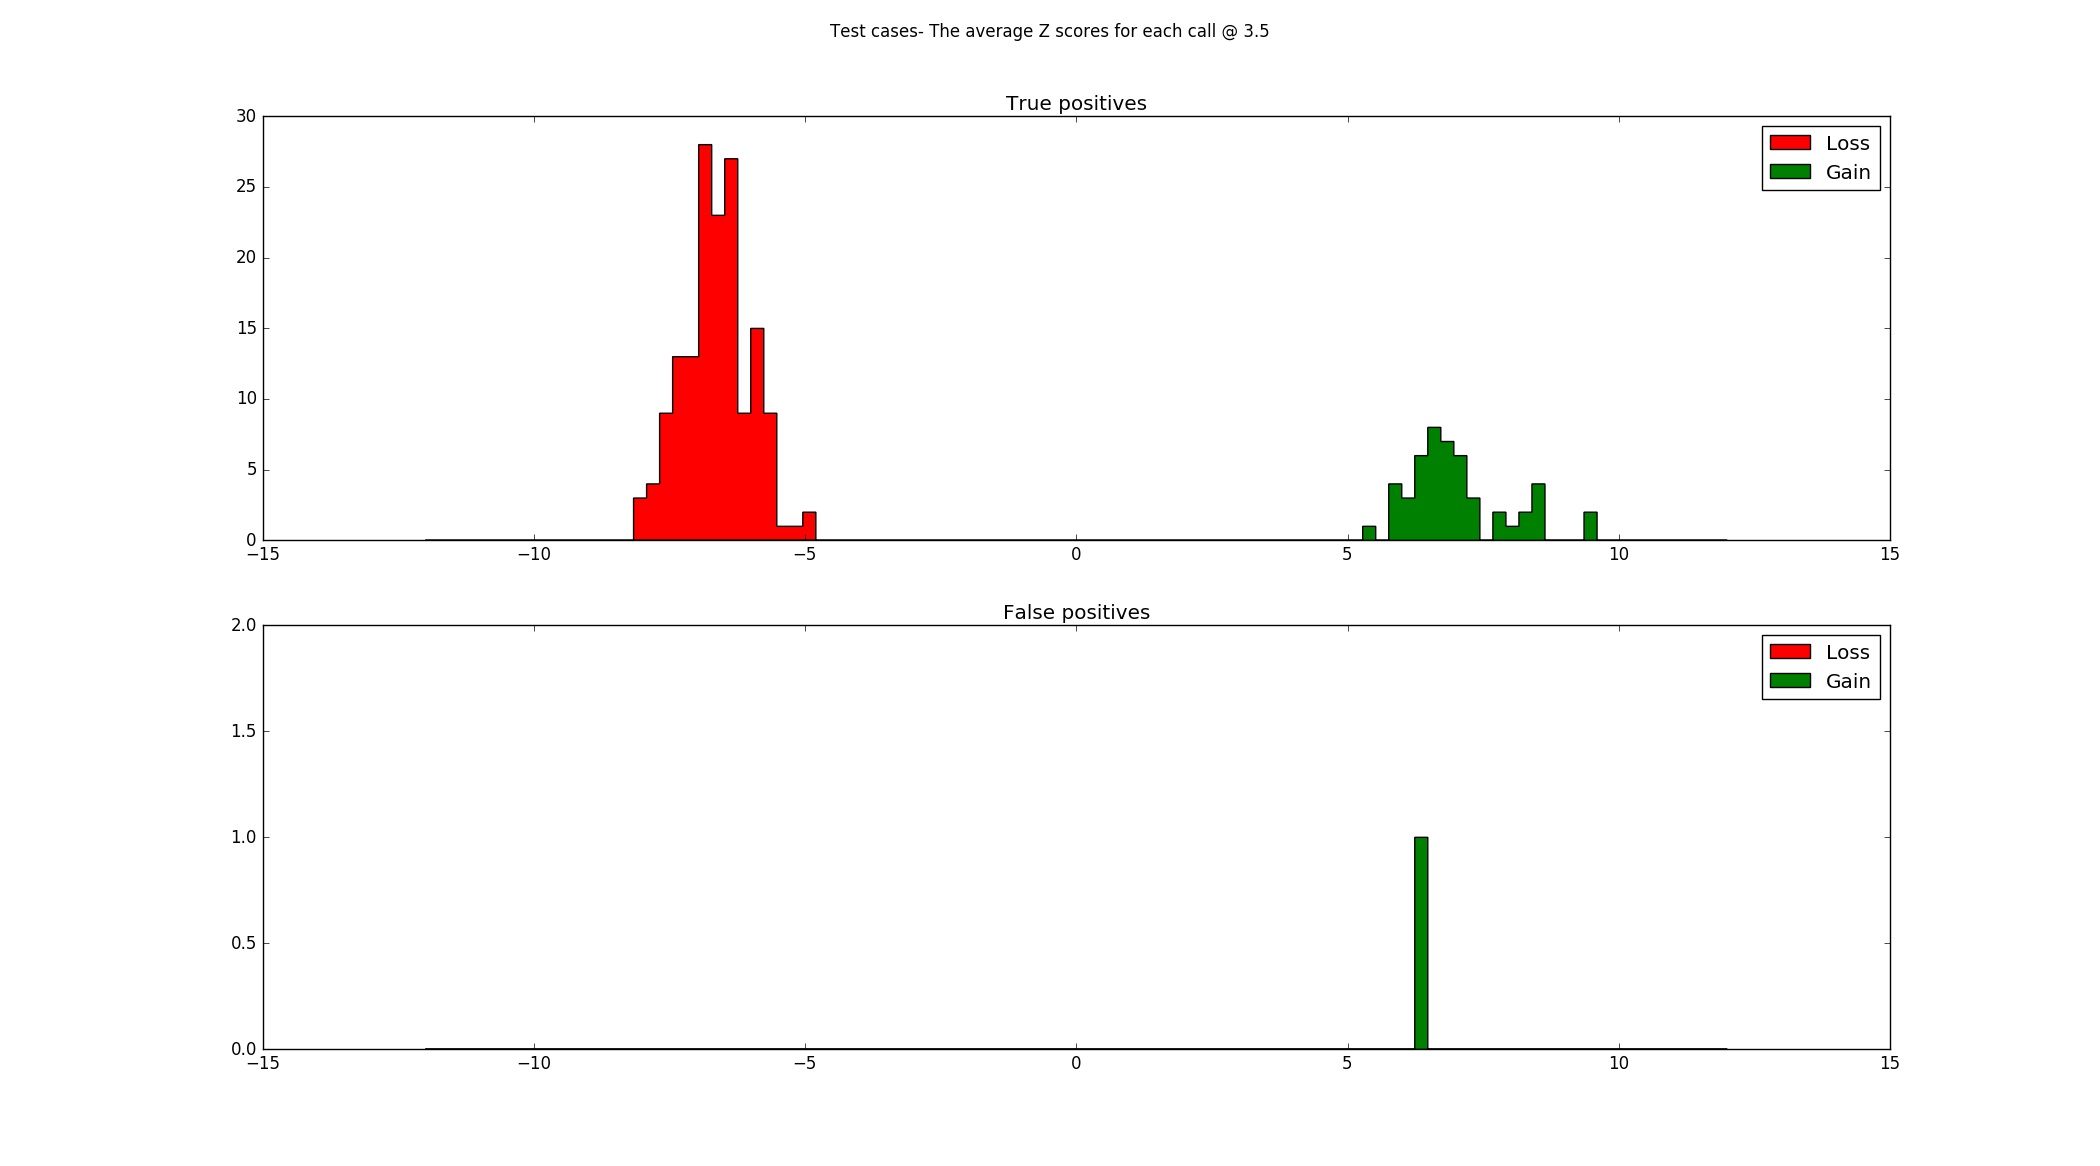 Test cases- The average Z scores for each call @ 3.5
True positives
30
25
20
15
10
5
0
Loss
Gain
−15 −10 −5 0 5 10 15
False positives
2.0
1.5
1.0
0.5
0.0
Loss
Gain
−15 −10 −5 0 5 10 15